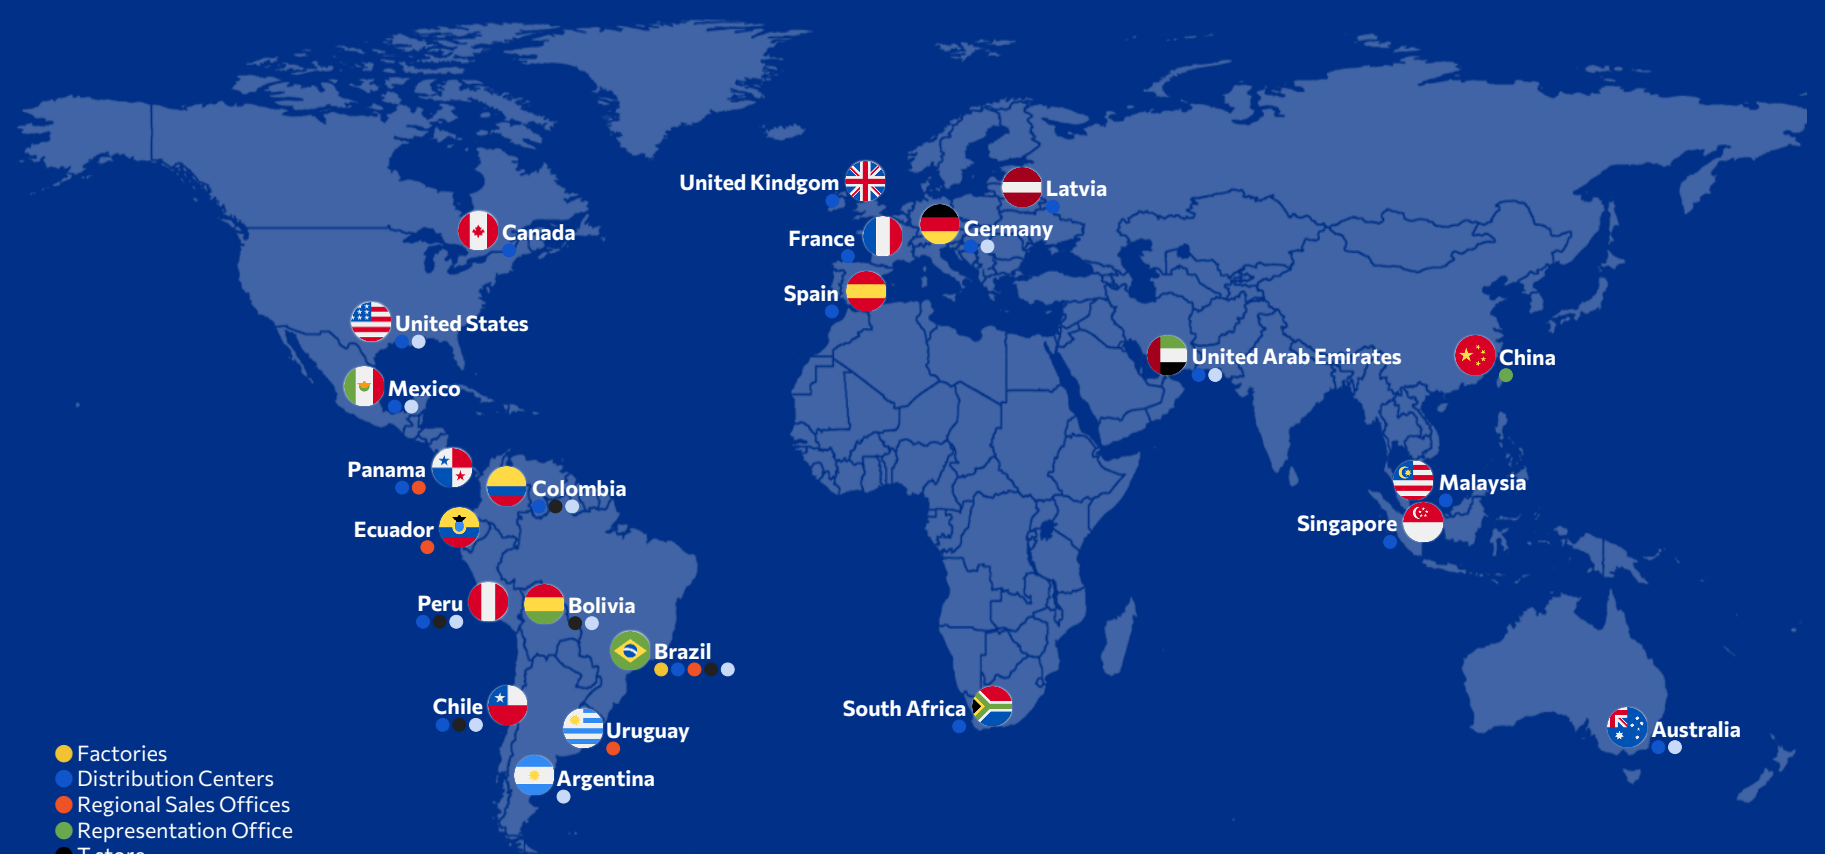 United Kindgom
Latvia
Canada
France
Germany
Spain
United States
United Arab Emirates
China
Mexico
Panama
Colombia
Malaysia
Ecuador
Singapore
Peru
Bolivia
Brazil
Chile
South Africa
Uruguay
Australia
Argentina
Factories
Distribution Centers
Regional Sales Offices
Representation Office